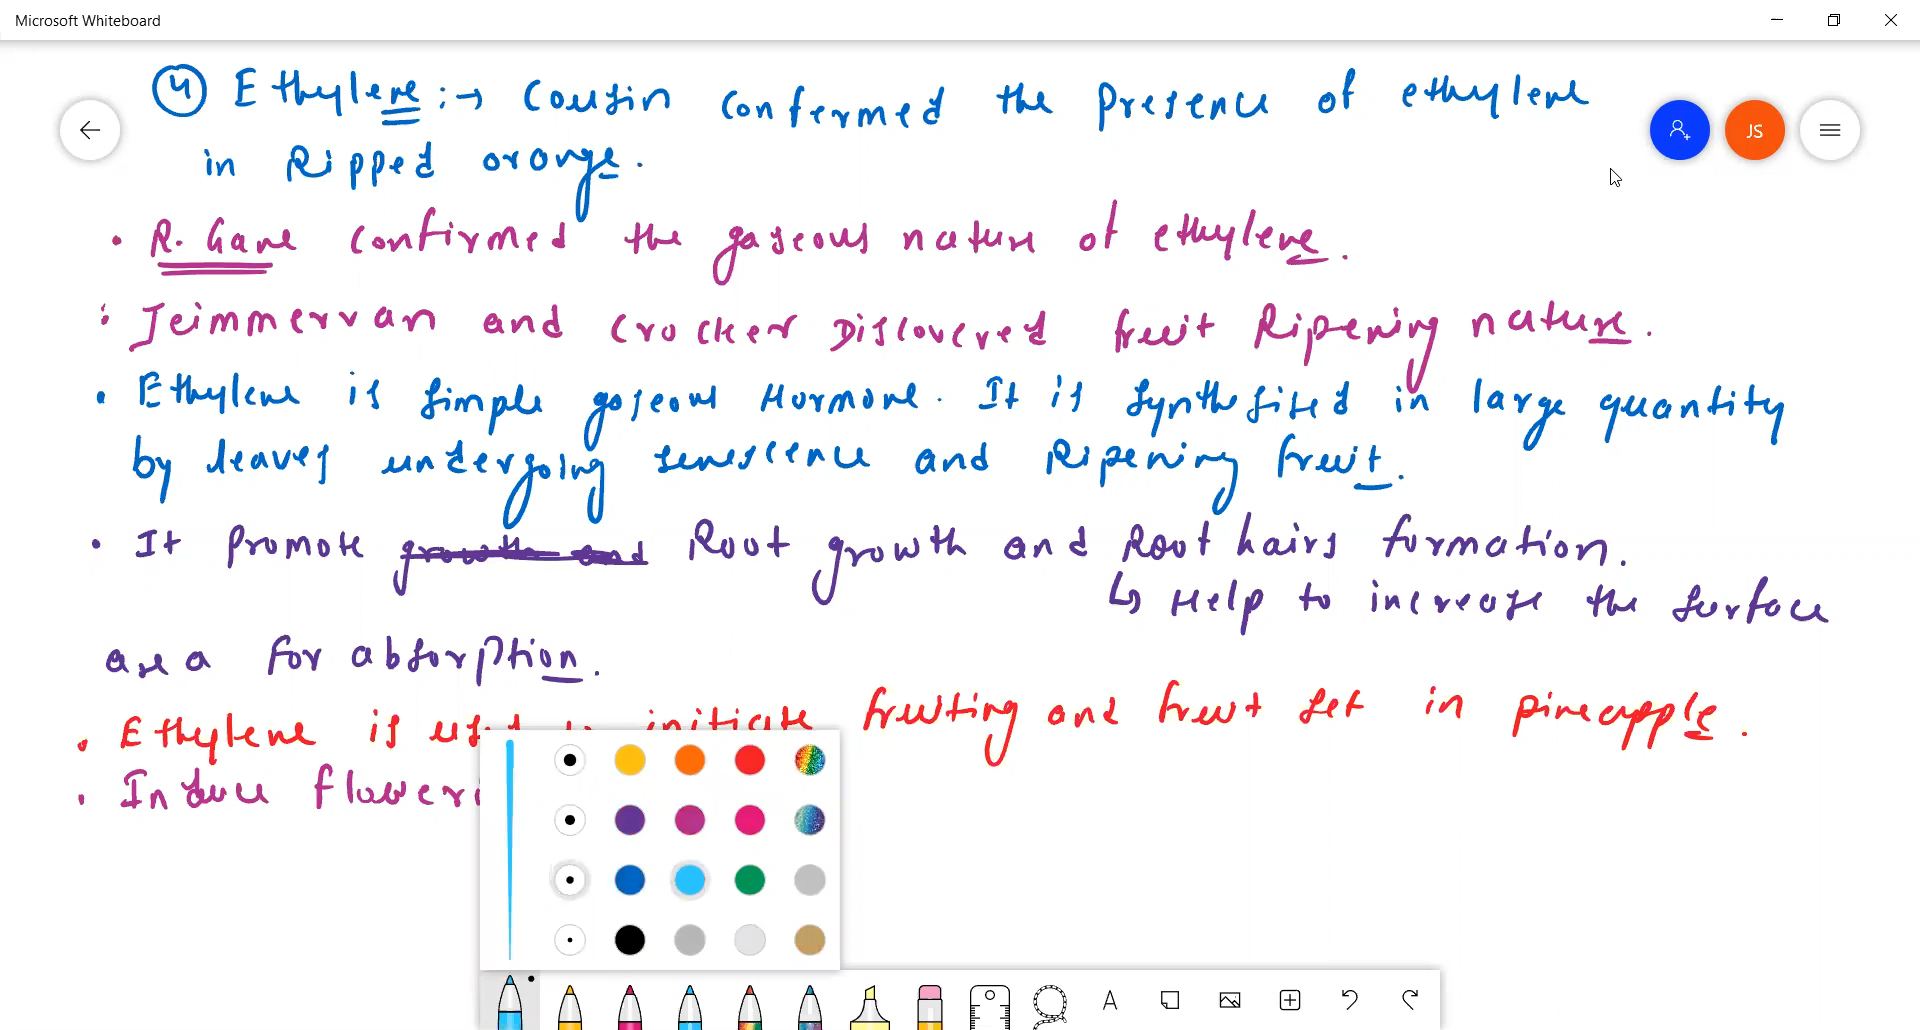 Microsoft Whiteboard
④ Ethylene :→ Cousin confermed the presence of ethylene
in Ripped orange.
JS
• R. Gane confirmed the gaseous nature of ethylene.
• Jeimmervan and Crocker Discovered fruit Ripening nature.
• Ethylene is simple gaseous Hormone. It is synthesized in large quantity
by leaves undergoing senescence and Ripening fruit.
• It promote growth and Root growth and Root hairs formation.
↳ Help to increase the surface
area for absorption.
• Ethylene is used to initiate fruiting and fruit set in pineapple.
• Induce floweri
A